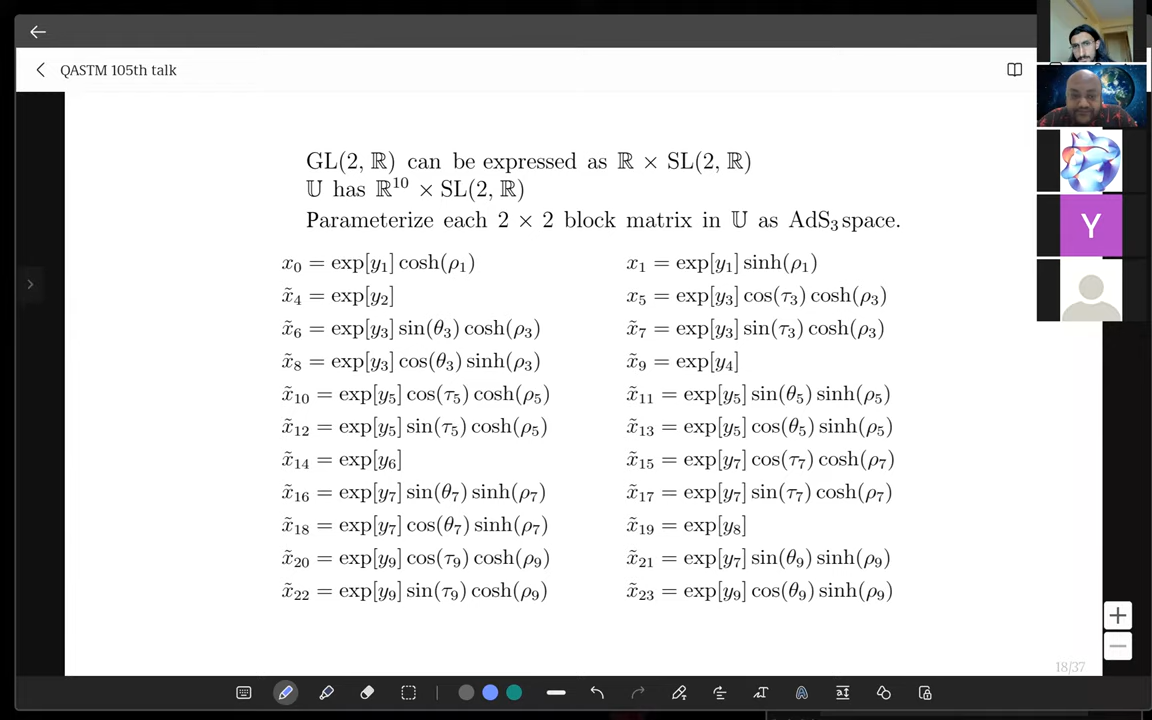 QASTM 105th talk
GL(2, ℝ) can be expressed as ℝ × SL(2, ℝ)
𝕌 has ℝ¹⁰ × SL(2, ℝ)
Parameterize each 2 × 2 block matrix in 𝕌 as AdS₃ space.
x₀ = exp[y₁] cosh(ρ₁) x₁ = exp[y₁] sinh(ρ₁)
x̃₄ = exp[y₂] x₅ = exp[y₃] cos(τ₃) cosh(ρ₃)
x̃₆ = exp[y₃] sin(θ₃) cosh(ρ₃) x̃₇ = exp[y₃] sin(τ₃) cosh(ρ₃)
x̃₈ = exp[y₃] cos(θ₃) sinh(ρ₃) x̃₉ = exp[y₄]
x̃₁₀ = exp[y₅] cos(τ₅) cosh(ρ₅) x̃₁₁ = exp[y₅] sin(θ₅) sinh(ρ₅)
x̃₁₂ = exp[y₅] sin(τ₅) cosh(ρ₅) x̃₁₃ = exp[y₅] cos(θ₅) sinh(ρ₅)
x̃₁₄ = exp[y₆] x̃₁₅ = exp[y₇] cos(τ₇) cosh(ρ₇)
x̃₁₆ = exp[y₇] sin(θ₇) sinh(ρ₇) x̃₁₇ = exp[y₇] sin(τ₇) cosh(ρ₇)
x̃₁₈ = exp[y₇] cos(θ₇) sinh(ρ₇) x̃₁₉ = exp[y₈]
x̃₂₀ = exp[y₉] cos(τ₉) cosh(ρ₉) x̃₂₁ = exp[y₇] sin(θ₉) sinh(ρ₉)
x̃₂₂ = exp[y₉] sin(τ₉) cosh(ρ₉) x̃₂₃ = exp[y₉] cos(θ₉) sinh(ρ₉)
18/37
Y